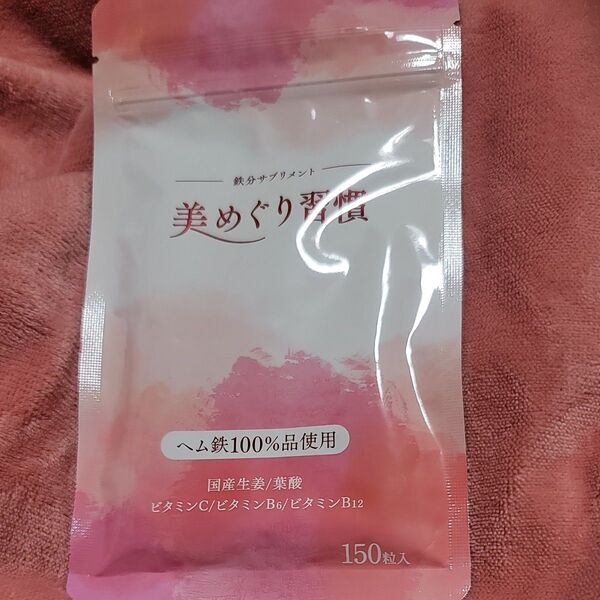 鉄分サプリメント
美めぐり習慣
ヘム鉄100%品使用
国産生姜/葉酸
ビタミンC/ビタミンB6/ビタミンB12
150粒入